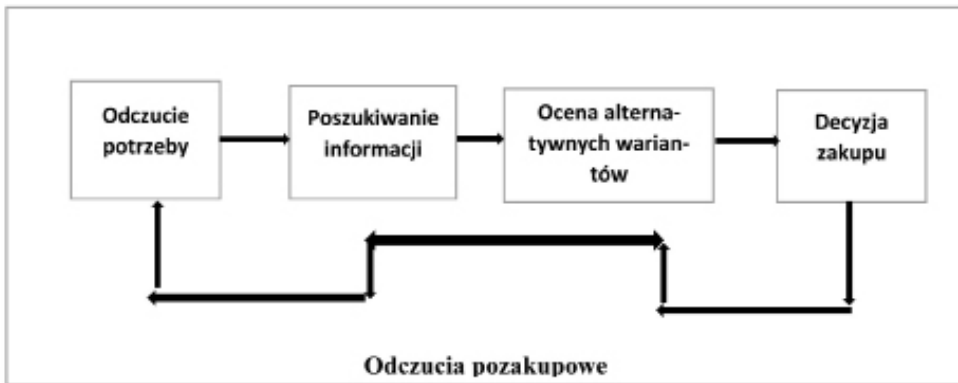 Odczucie
potrzeby
Poszukiwanie
informacji
Ocena alterna-
tywnych warian-
tów
Decyzja
zakupu
Odczucia pozakupowe